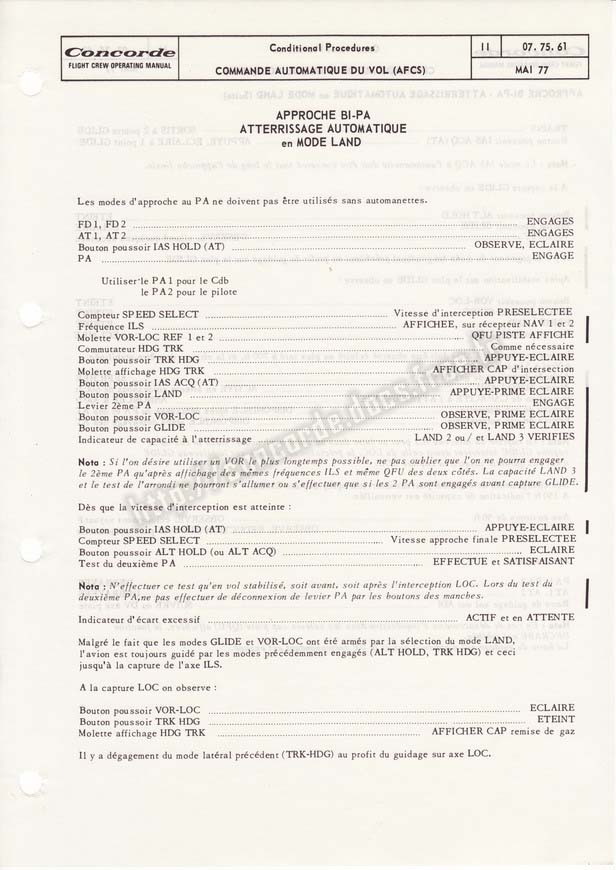 Concorde
FLIGHT CREW OPERATING MANUAL
Conditional Procedures
COMMANDE AUTOMATIQUE DU VOL (AFCS)
11
07. 75. 61
MAI 77
APPROCHE BI-PA
ATTERRISSAGE AUTOMATIQUE
en MODE LAND
Les modes d'approche au PA ne doivent pas être utilisés sans automanettes.
FD 1, FD 2 ENGAGES
AT 1, AT 2 ENGAGES
Bouton poussoir IAS HOLD (AT) OBSERVE, ECLAIRE
PA ENGAGE
Utiliser le PA 1 pour le Cdb
le PA 2 pour le pilote
Compteur SPEED SELECT Vitesse d'interception PRESELECTEE
Fréquence ILS AFFICHEE, sur récepteur NAV 1 et 2
Molette VOR-LOC REF 1 et 2 QFU PISTE AFFICHE
Commutateur HDG TRK Comme nécessaire
Bouton poussoir TRK HDG APPUYE-ECLAIRE
Molette affichage HDG TRK AFFICHER CAP d'intersection
Bouton poussoir IAS ACQ (AT) APPUYE-ECLAIRE
Bouton poussoir LAND APPUYE-PRIME ECLAIRE
Levier 2ème PA ENGAGE
Bouton poussoir VOR-LOC OBSERVE, PRIME ECLAIRE
Bouton poussoir GLIDE OBSERVE, PRIME ECLAIRE
Indicateur de capacité à l'atterrissage LAND 2 ou / et LAND 3 VERIFIES
Nota : Si l'on désire utiliser un VOR le plus longtemps possible, ne pas oublier que l'on ne pourra engager
le 2ème PA qu'après affichage des mêmes fréquences ILS et même QFU des deux côtés. La capacité LAND 3
et le test de l'arrondi ne pourront s'allumer ou s'effectuer que si les 2 PA sont engagés avant capture GLIDE.
Dès que la vitesse d'interception est atteinte :
Bouton poussoir IAS HOLD (AT) APPUYE-ECLAIRE
Compteur SPEED SELECT Vitesse approche finale PRESELECTEE
Bouton poussoir ALT HOLD (ou ALT ACQ) ECLAIRE
Test du deuxième PA EFFECTUE et SATISFAISANT
Nota : N'effectuer ce test qu'en vol stabilisé, soit avant, soit après l'interception LOC. Lors du test du
deuxième PA,ne pas effectuer de déconnexion de levier PA par les boutons des manches.
Indicateur d'écart excessif ACTIF et en ATTENTE
Malgré le fait que les modes GLIDE et VOR-LOC ont été armés par la sélection du mode LAND,
l'avion est toujours guidé par les modes précédemment engagés (ALT HOLD, TRK HDG) et ceci
jusqu'à la capture de l'axe ILS.
A la capture LOC on observe :
Bouton poussoir VOR-LOC ECLAIRE
Bouton poussoir TRK HDG ETEINT
Molette affichage HDG TRK AFFICHER CAP remise de gaz
Il y a dégagement du mode latéral précédent (TRK-HDG) au profit du guidage sur axe LOC.